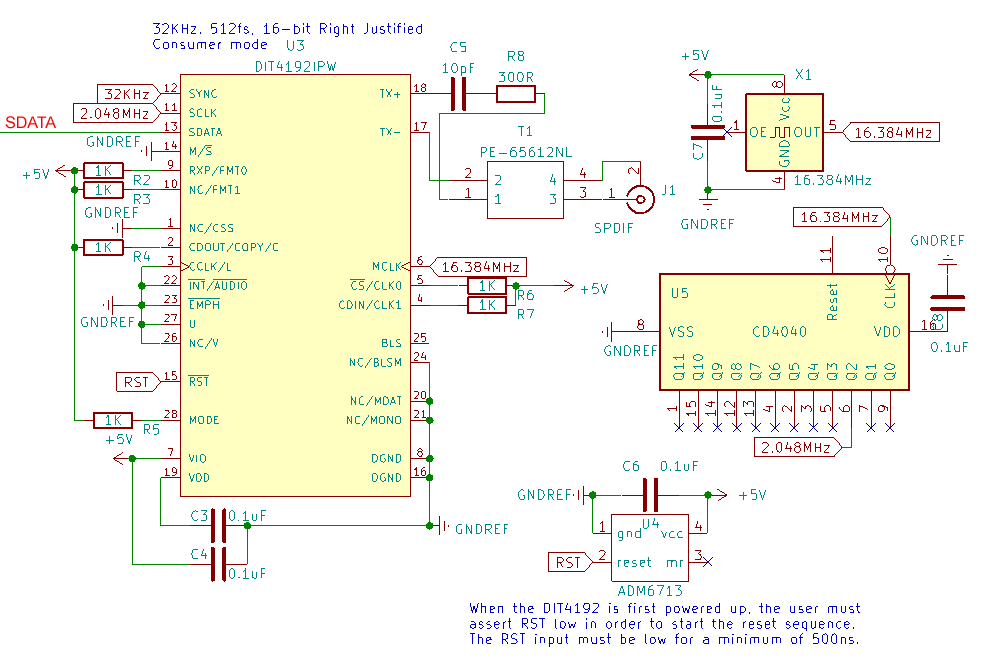 32KHz, 512fs, 16-bit Right Justified
Consumer mode
U3
DIT4192IPW
32KHz
12
SYNC
2.048MHz
11
SCLK
SDATA
13
SDATA
GNDREF
14
M/S
+5V
1K
R2
9
RXP/FMT0
1K
R3
10
NC/FMT1
GNDREF
1
NC/CSS
1K
R4
2
CDOUT/COPY/C
3
CCLK/L
22
INT/AUDIO
23
EMPH
GNDREF
27
U
26
NC/V
RST
15
RST
1K
R5
28
MODE
+5V
7
VIO
19
VDD
C3
0.1uF
C4
0.1uF
TX+
18
C5
10pF
R8
300R
TX-
17
T1
PE-65612NL
2
2
1
1
4
4
3
3
1
2
J1
SPDIF
MCLK
6
16.384MHz
CS/CLK0
5
1K
R6
+5V
CDIN/CLK1
4
1K
R7
BLS
25
NC/BLSM
24
NC/MDAT
20
NC/MONO
21
DGND
8
DGND
16
GNDREF
+5V
X1
0.1uF
C7
8
Vcc
1
OE
OUT
5
16.384MHz
GND
4
16.384MHz
GNDREF
16.384MHz
GNDREF
11
10
U5
Reset
CLK
C8
0.1uF
8
VSS
CD4040
VDD
16
GNDREF
Q11 Q10 Q9 Q8 Q7 Q6 Q5 Q4 Q3 Q2 Q1 Q0
1 15 14 12 13 4 2 3 5 6 7 9
2.048MHz
C6
0.1uF
GNDREF
+5V
1
gnd
U4
vcc
4
RST
2
reset
mr
3
ADM6713
When the DIT4192 is first powered up, the user must
assert RST low in order to start the reset sequence.
The RST input must be low for a minimum of 500ns.